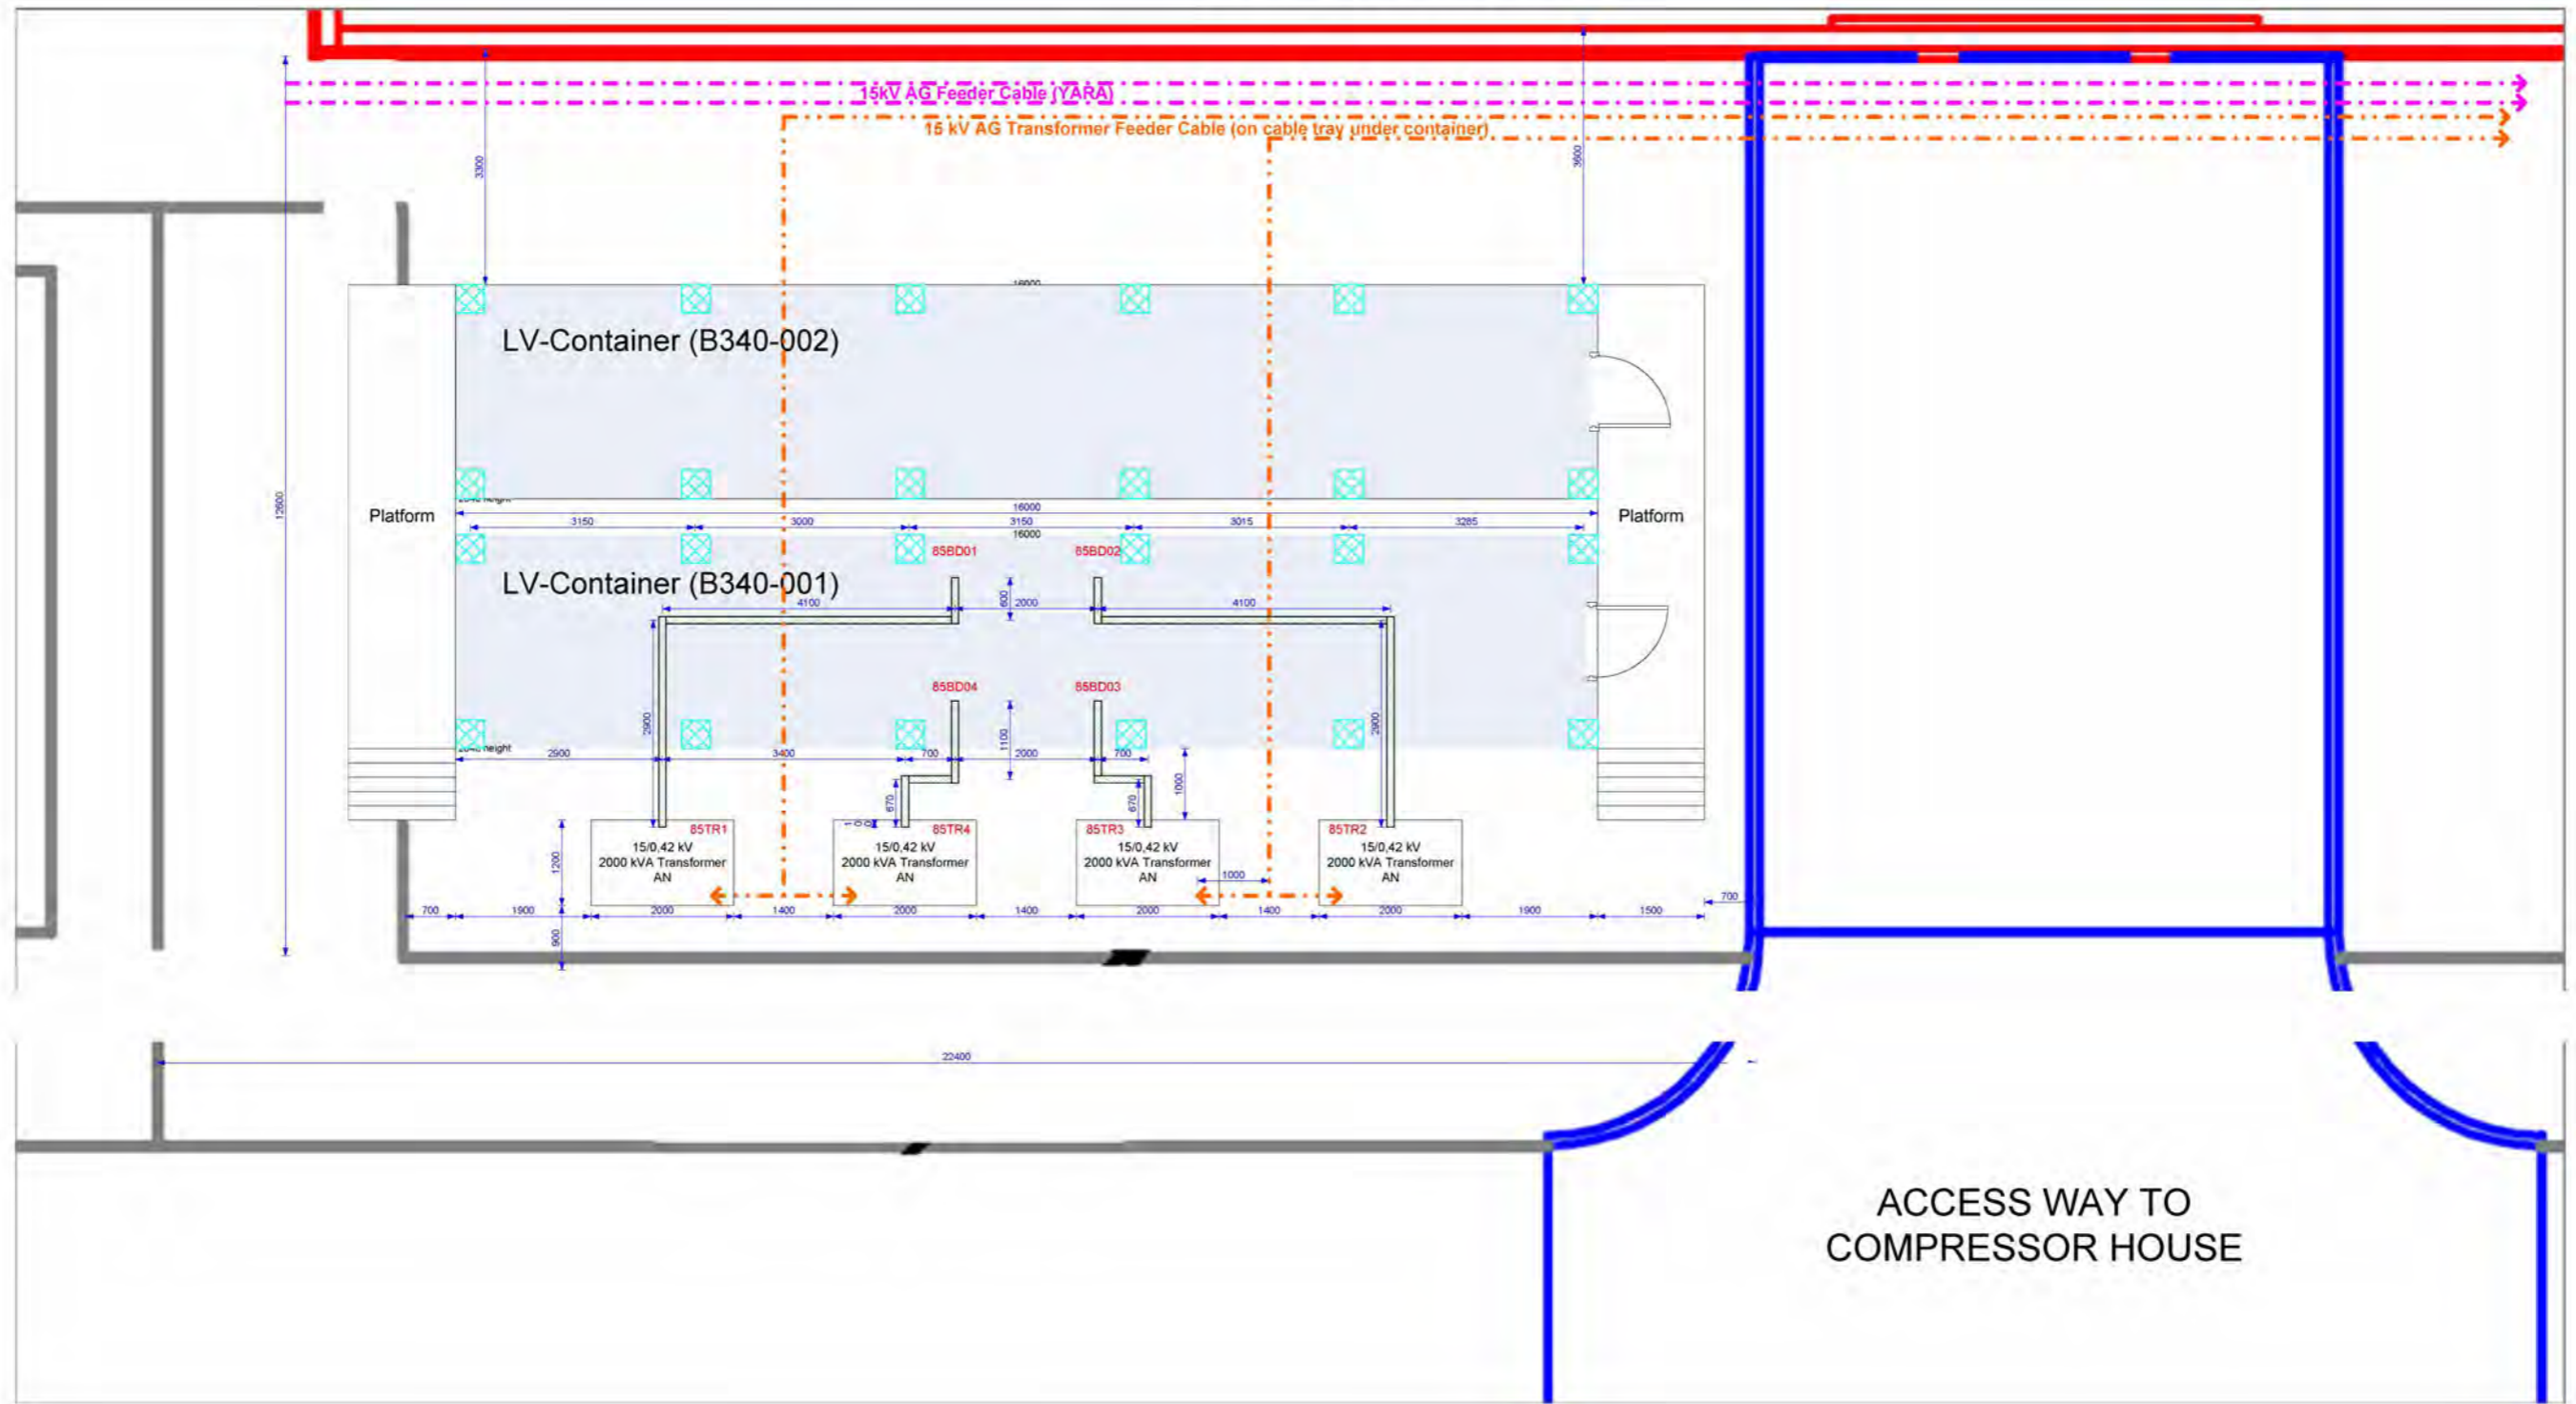 15kV AG Feeder Cable (YARA)
15 kV AG Transformer Feeder Cable (on cable tray under container)
3300
3600
16000
LV-Container (B340-002)
12600
Platform
height
16000
Platform
3150
3000
3150
3015
3285
16000
85BD01
85BD02
LV-Container (B340-001)
4100
600
2000
4100
85BD04
85BD03
2900
1100
2900
height
2900
3400
700
2000
700
1000
670
670
100
85TR1
85TR4
85TR3
85TR2
15/0,42 kV
2000 kVA Transformer
AN
15/0,42 kV
2000 kVA Transformer
AN
15/0,42 kV
2000 kVA Transformer
AN
15/0,42 kV
2000 kVA Transformer
AN
1200
1000
700
700
1900
2000
1400
2000
1400
2000
1400
2000
1900
1500
900
22400
ACCESS WAY TO
COMPRESSOR HOUSE